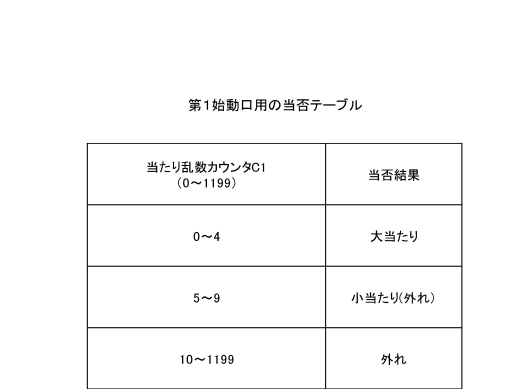 第1始動口用の当否テーブル
当たり乱数カウンタC1
(0～1199)
当否結果
0～4
大当たり
5～9
小当たり(外れ)
10～1199
外れ